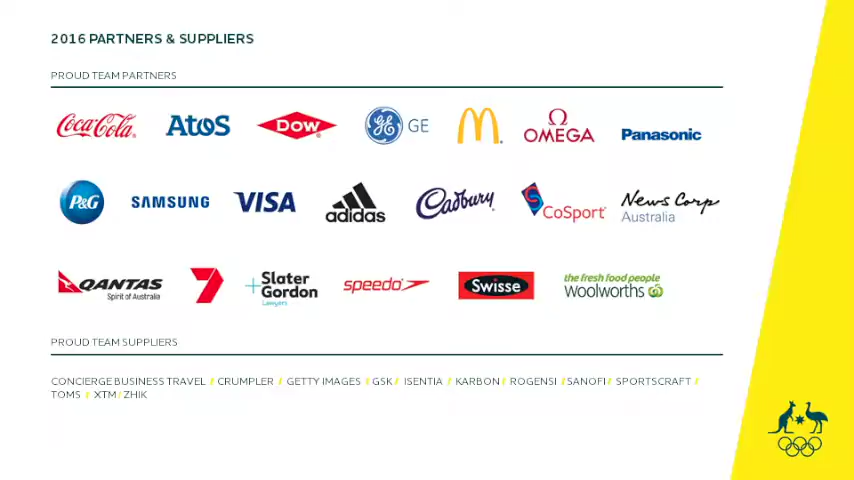 2016 PARTNERS & SUPPLIERS
PROUD TEAM PARTNERS
Coca-Cola Atos Dow GE M OMEGA Panasonic
P&G SAMSUNG VISA adidas Cadbury CoSport News Corp
Australia
QANTAS
Spirit of Australia
7
Slater
Gordon
Lawyers
speedo
Swisse
the fresh food people
Woolworths
PROUD TEAM SUPPLIERS
CONCIERGE BUSINESS TRAVEL / CRUMPLER / GETTY IMAGES / GSK / ISENTIA / KARBON / ROGENSI / SANOFI / SPORTSCRAFT /
TOMS / XTM / ZHIK